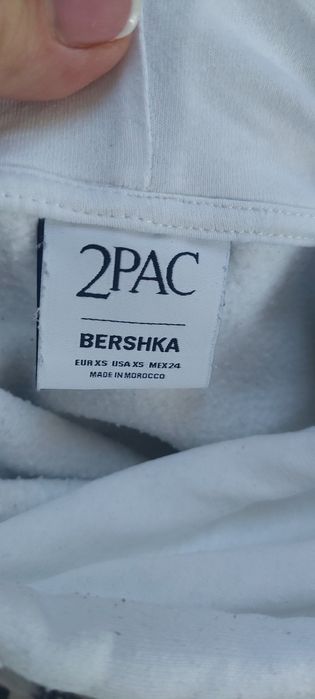 2PAC
BERSHKA
EUR XS USA XS MEX 24
MADE IN MOROCCO